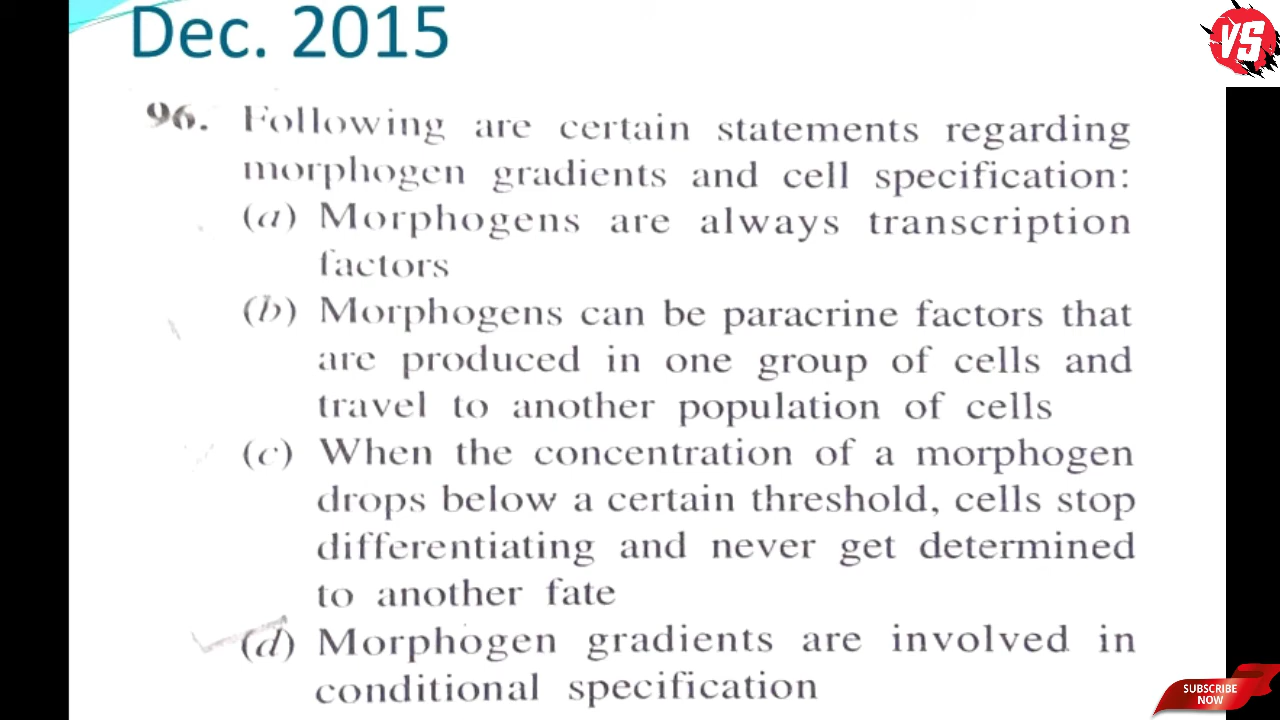 Dec. 2015
VS
96. Following are certain statements regarding
morphogen gradients and cell specification:
(a) Morphogens are always transcription
factors
(b) Morphogens can be paracrine factors that
are produced in one group of cells and
travel to another population of cells
(c) When the concentration of a morphogen
drops below a certain threshold, cells stop
differentiating and never get determined
to another fate
(d) Morphogen gradients are involved in
conditional specification
SUBSCRIBE
NOW